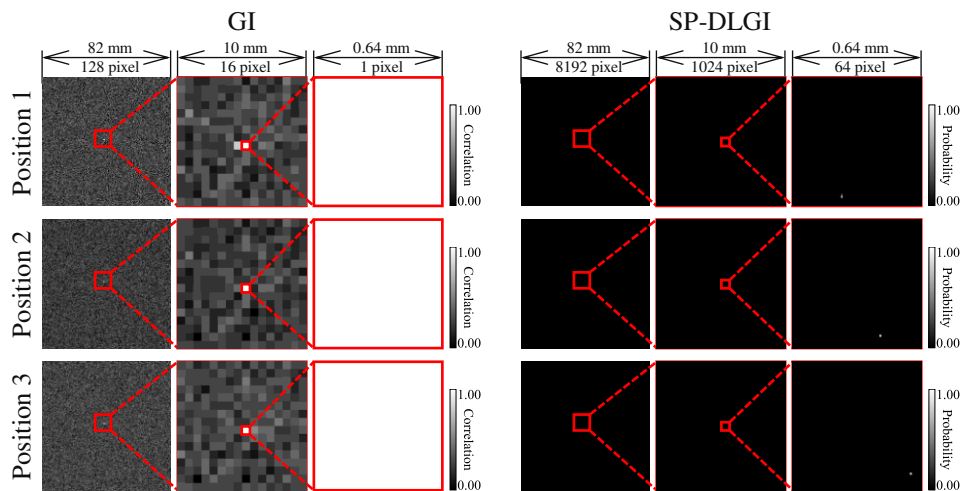 GI
SP-DLGI
82 mm
10 mm
0.64 mm
82 mm
10 mm
0.64 mm
128 pixel
16 pixel
1 pixel
8192 pixel
1024 pixel
64 pixel
Position 1
1.00
Correlation
0.00
1.00
Probability
0.00
Position 2
1.00
Correlation
0.00
1.00
Probability
0.00
Position 3
1.00
Correlation
0.00
1.00
Probability
0.00